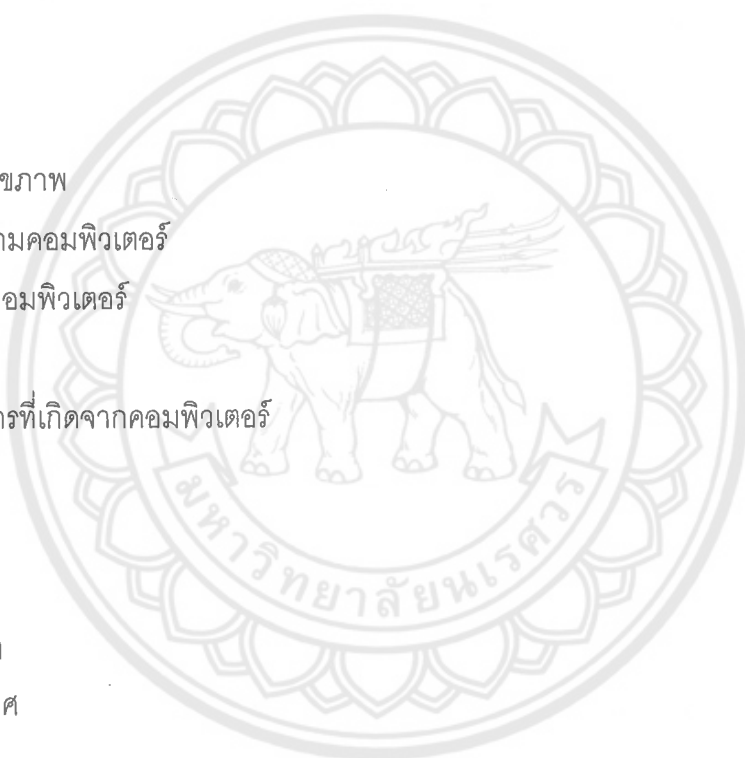 ขภาพ
ามคอมพิวเตอร์
อมพิวเตอร์
ารที่เกิดจากคอมพิวเตอร์
มหาวิทยาลัยนเรศวร
ศ